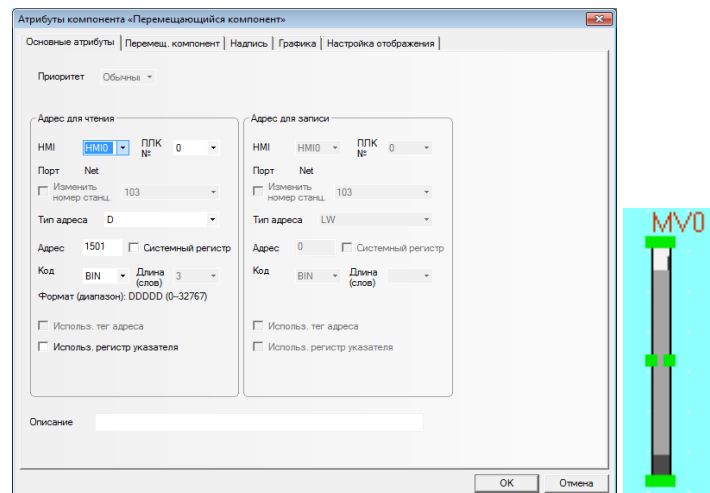 Атрибуты компонента «Перемещающийся компонент»
Основные атрибуты Перемещ. компонент Надпись Графика Настройка отображения
Приоритет Обычный
Адрес для чтения
HMI HMI0 ПЛК № 0
Порт Net
Изменить номер станц. 103
Тип адреса D
Адрес 1501 Системный регистр
Код BIN Длина (слов) 3
Формат (диапазон): DDDDD (0~32767)
Использ. тег адреса
Использ. регистр указателя
Адрес для записи
HMI HMI0 ПЛК № 0
Порт Net
Изменить номер станц. 103
Тип адреса LW
Адрес 0 Системный регистр
Код BIN Длина (слов)
Использ. тег адреса
Использ. регистр указателя
Описание
OK Отмена
MV0